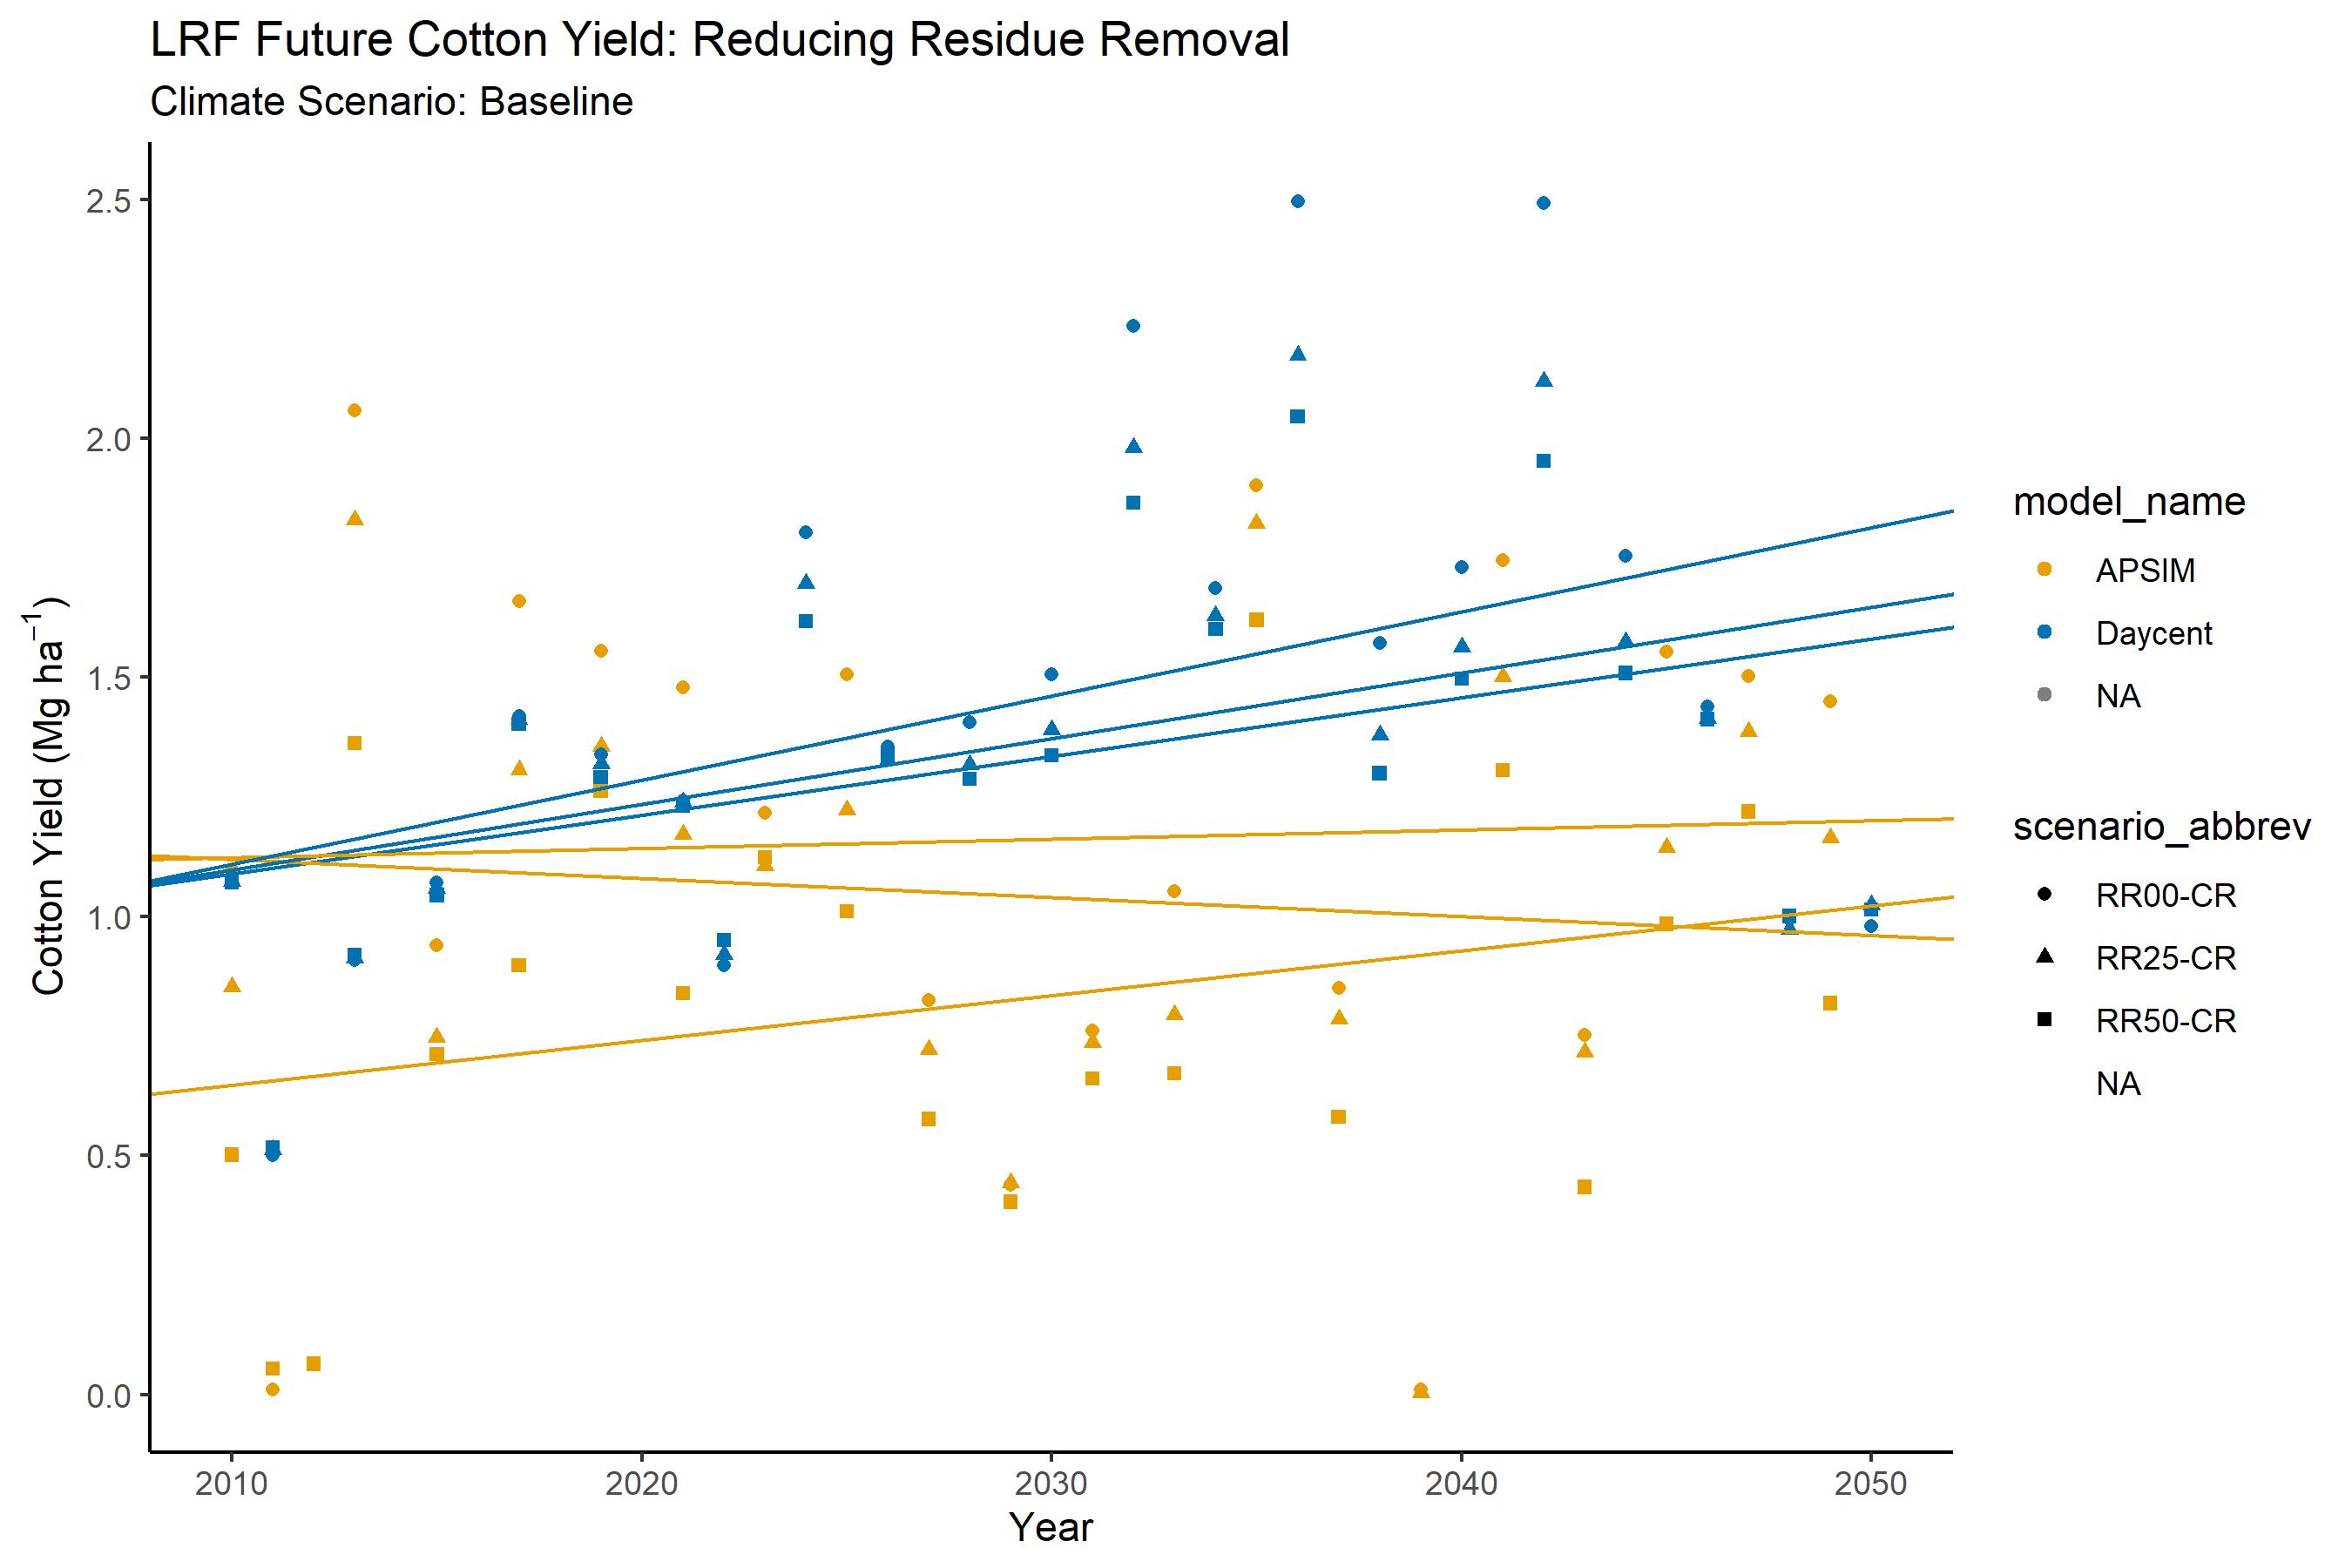 LRF Future Cotton Yield: Reducing Residue Removal
Climate Scenario: Baseline
Cotton Yield (Mg ha⁻¹)
2.5
2.0
1.5
1.0
0.5
0.0
2010 2020 2030 2040 2050
Year
model_name
APSIM
Daycent
NA
scenario_abbrev
RR00-CR
RR25-CR
RR50-CR
NA